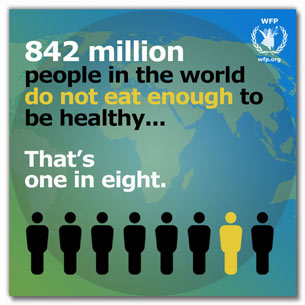 WFP
wfp.org
842 million
people in the world
do not eat enough to
be healthy...
That's
one in eight.